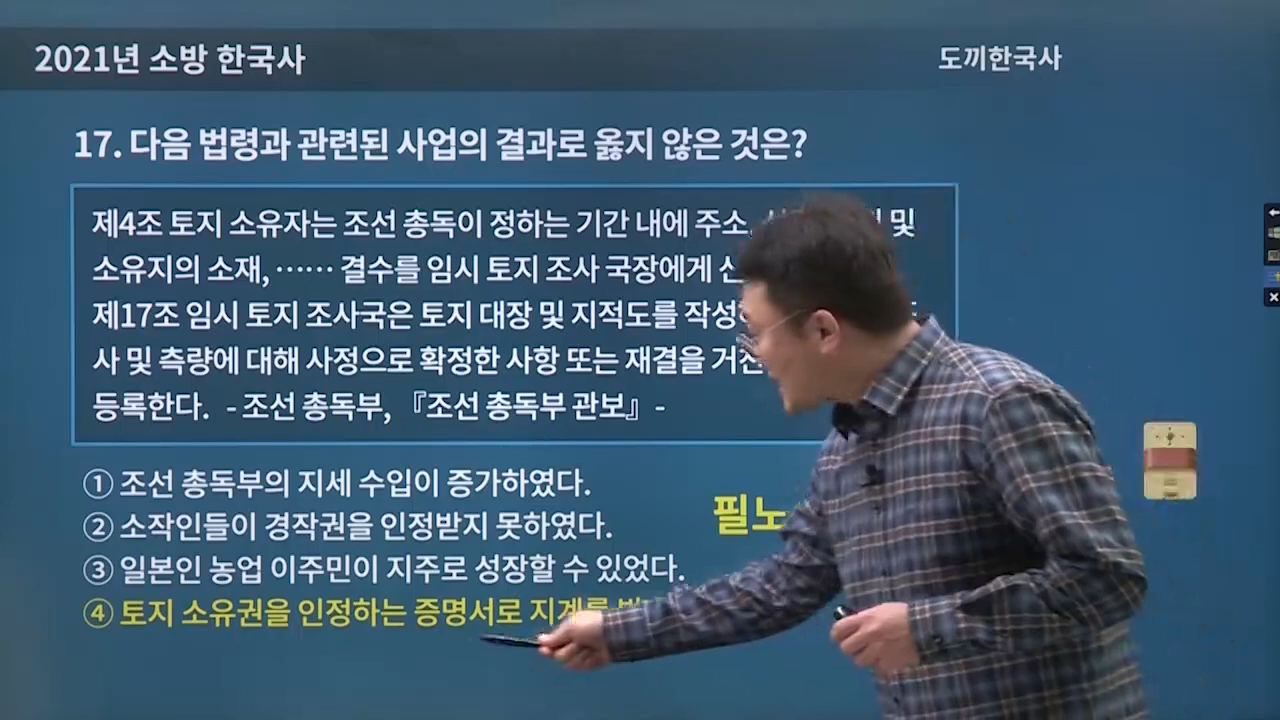 2021년 소방 한국사
도끼한국사
17. 다음 법령과 관련된 사업의 결과로 옳지 않은 것은?
제4조 토지 소유자는 조선 총독이 정하는 기간 내에 주소, 및
소유지의 소재, …… 결수를 임시 토지 조사 국장에게
제17조 임시 토지 조사국은 토지 대장 및 지적도를
사 및 측량에 대해 사정으로 확정한 사항 또는 재결을
등록한다. - 조선 총독부, 『조선 총독부 관보』 -
① 조선 총독부의 지세 수입이 증가하였다.
② 소작인들이 경작권을 인정받지 못하였다.
필노
③ 일본인 농업 이주민이 지주로 성장할 수 있었다.
④ 토지 소유권을 인정하는 증명서로 지계를